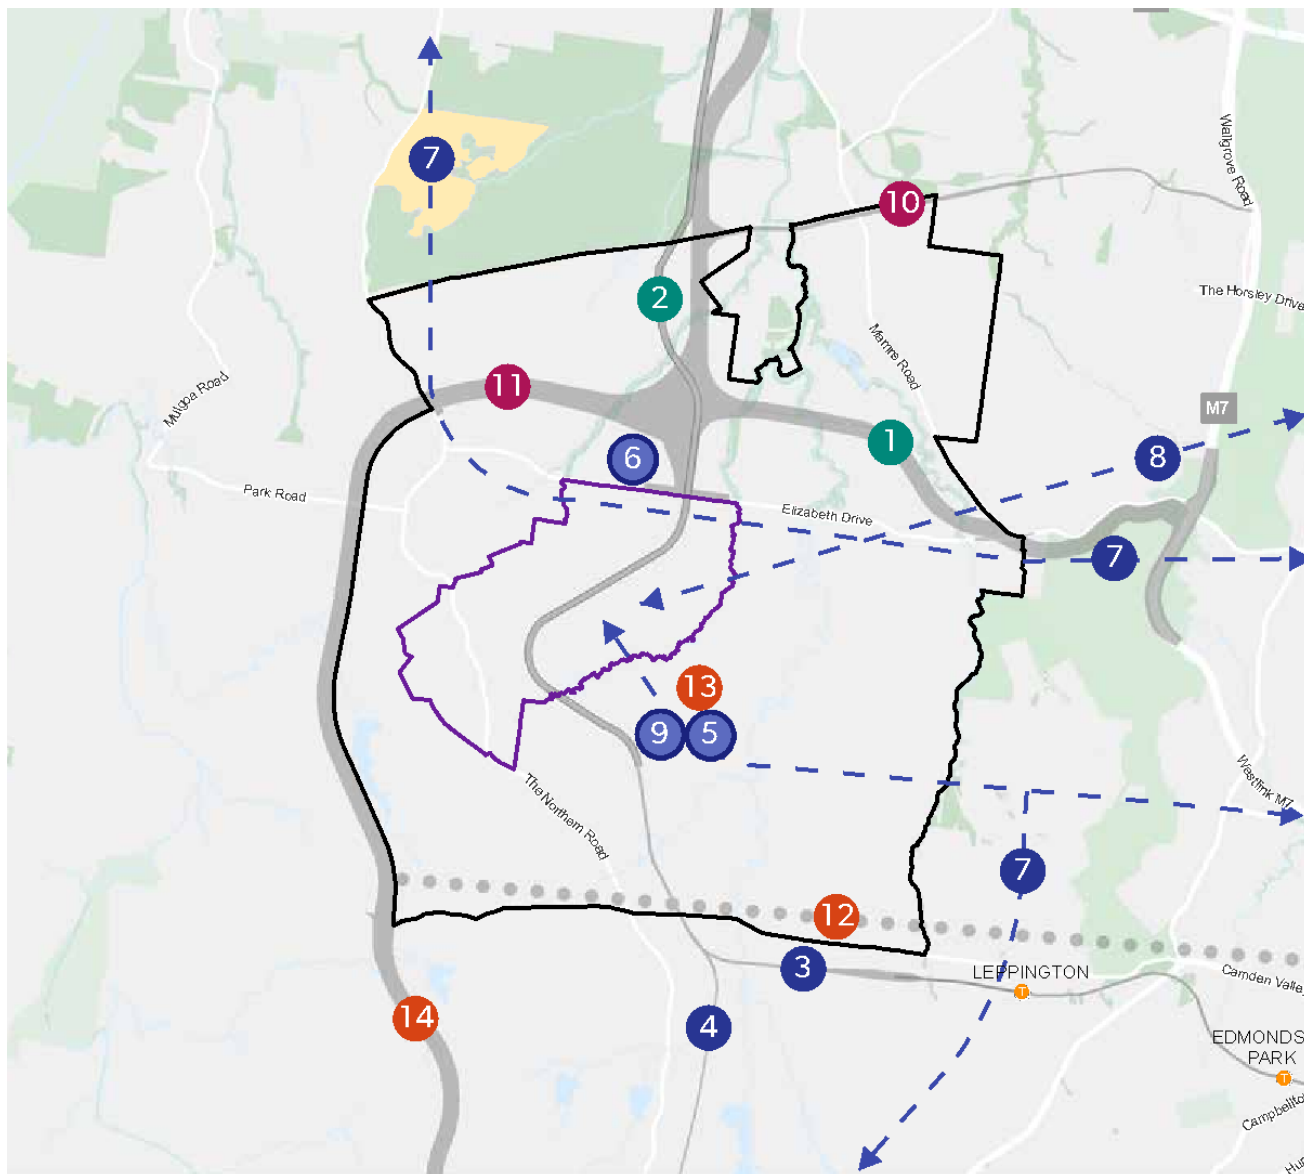 7
Wallgrove Road
10
2
The Horsley Drive
Mamre Road
11
Mulgoa Road
M7
1
8
6
Park Road
Elizabeth Drive
7
13
9
5
Westlink M7
The Northern Road
7
12
3
LEPPINGTON
T
Camden Valley
14
4
EDMONDS
PARK
T
Campbellto
Hu